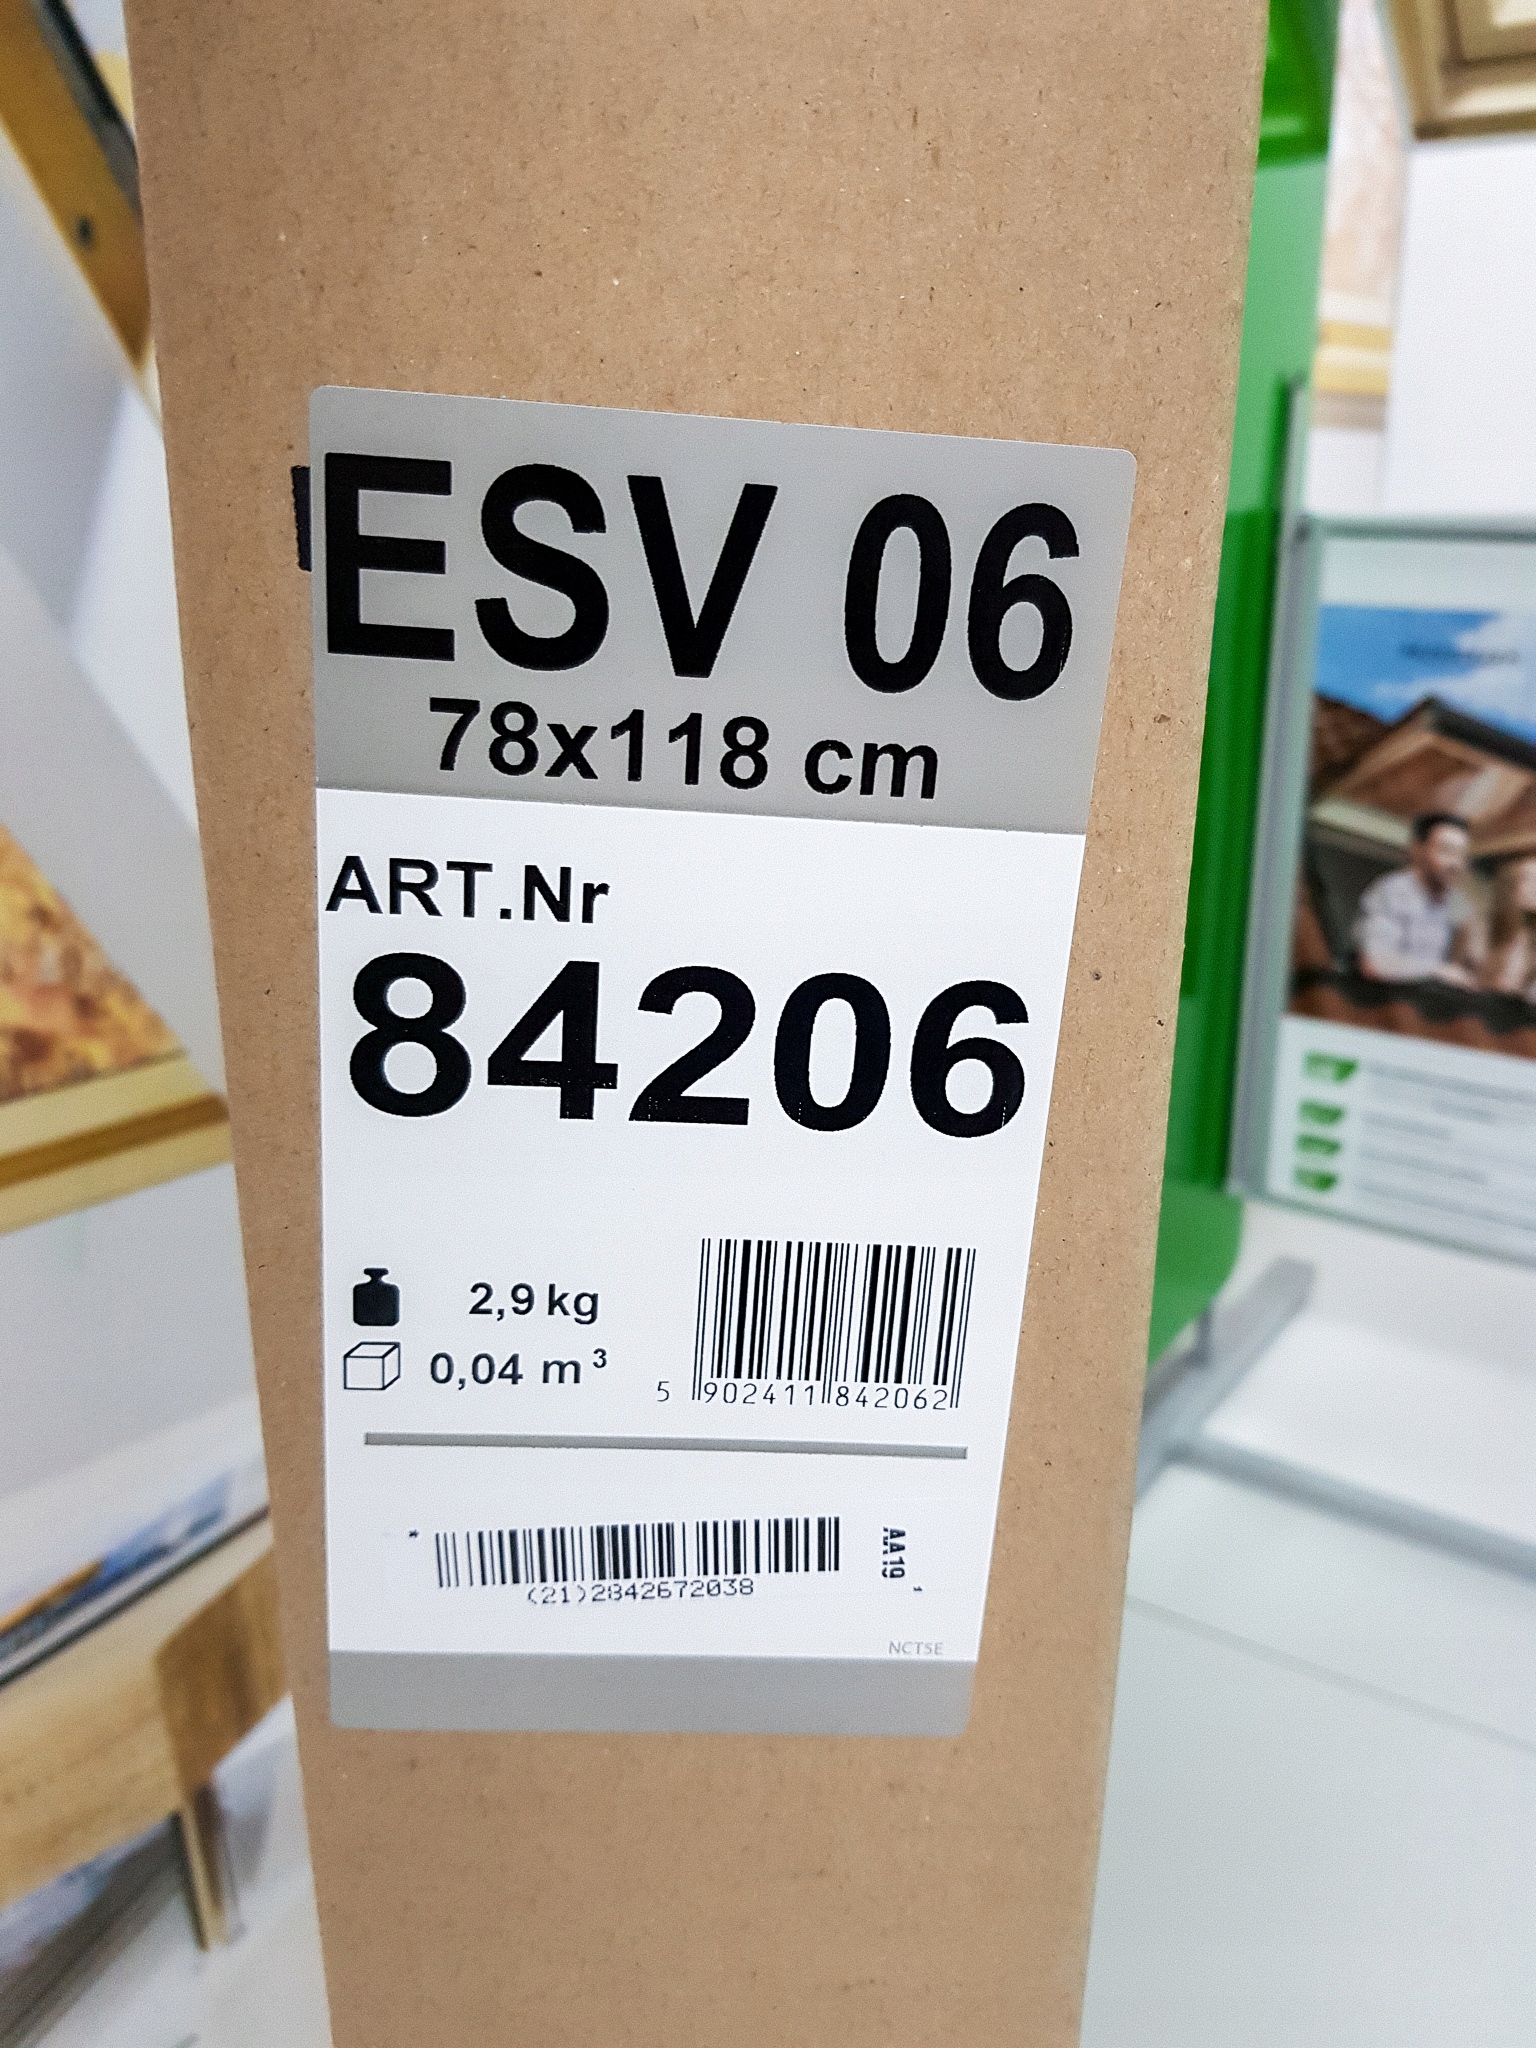 ESV 06
78x118 cm
ART.Nr
84206
2,9 kg
0,04 m³
5 902411 842062
* AA19 1
(21)2842672038
NCT5E